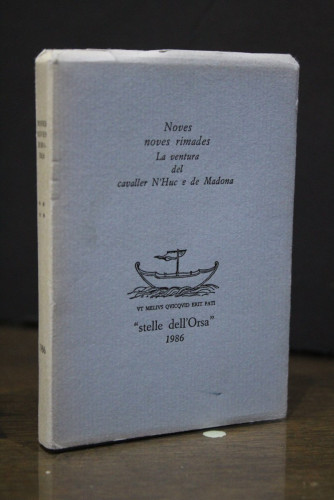 Noves
noves rimades
La ventura
del
cavaller N'Huc e de Madona
VT MELIVS QVICQVID ERIT PATI
"stelle dell'Orsa"
1986